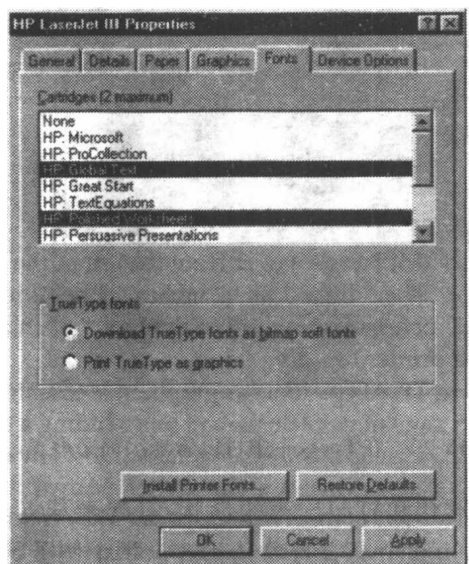 HP LaserJet III Properties
General Details Paper Graphics Fonts Device Options
Cartridges (2 maximum)
None
HP: Microsoft
HP: ProCollection
HP: Global Text
HP: Great Start
HP: TextEquations
HP: Polished Worksheets
HP: Persuasive Presentations
TrueType fonts
Download TrueType fonts as bitmap soft fonts
Print TrueType as graphics
Install Printer Fonts... Restore Defaults
OK Cancel Apply